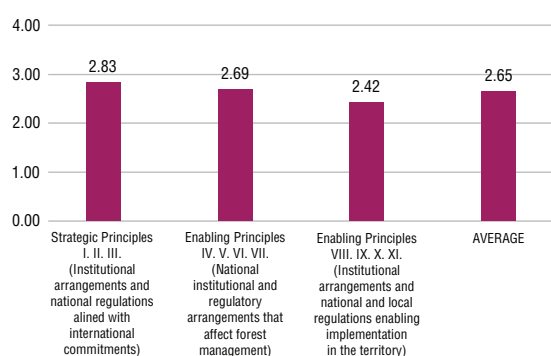 4.00
3.00
2.00
1.00
0.00
2.83
2.69
2.42
2.65
Strategic Principles
I. II. III.
(Institutional
arrangements and
national regulations
alined with
international
commitments)
Enabling Principles
IV. V. VI. VII.
(National
institutional and
regulatory
arrangements that
affect forest
management)
Enabling Principles
VIII. IX. X. XI.
(Institutional
arrangements and
national and local
regulations enabling
implementation
in the territory)
AVERAGE